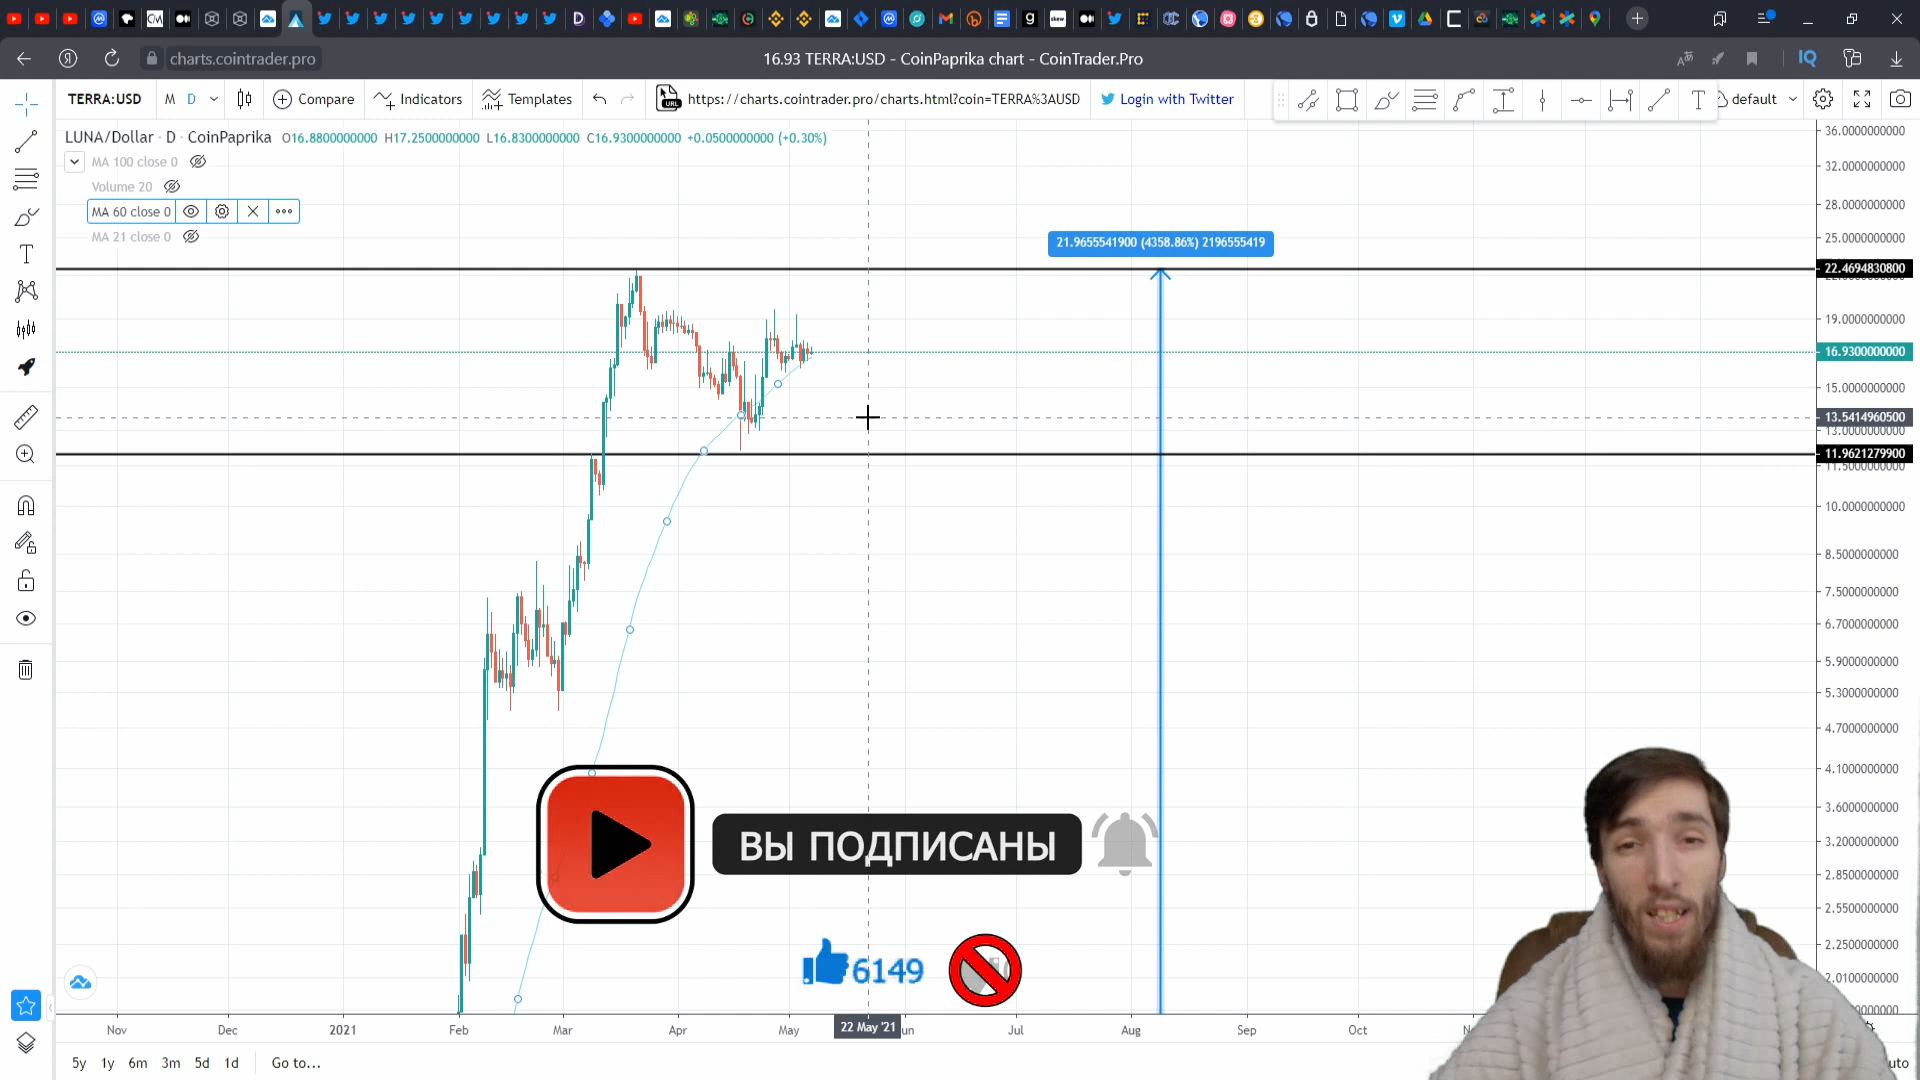 charts.cointrader.pro
16.93 TERRA:USD - CoinPaprika chart - CoinTrader.Pro
TERRA:USD
M
D
Compare
Indicators
Templates
https://charts.cointrader.pro/charts.html?coin=TERRA%3AUSD
Login with Twitter
default
LUNA/Dollar · D · CoinPaprika O16.8800000000 H17.2500000000 L16.8300000000 C16.9300000000 +0.0500000000 (+0.30%)
MA 100 close 0
Volume 20
MA 60 close 0
MA 21 close 0
21.9655541900 (4358.86%) 2196555419
36.0000000000
32.0000000000
28.0000000000
25.0000000000
22.4694830800
19.0000000000
16.9300000000
15.0000000000
13.5414960500
13.0000000000
11.9621279900
11.5000000000
10.0000000000
8.5000000000
7.5000000000
6.7000000000
5.9000000000
5.3000000000
4.7000000000
4.1000000000
3.6000000000
3.2000000000
2.8500000000
2.5500000000
2.2500000000
2.0100000000
ВЫ ПОДПИСАНЫ
6149
Nov
Dec
2021
Feb
Mar
Apr
May
22 May '21
Jul
Aug
Sep
Oct
5y 1y 6m 3m 5d 1d Go to...